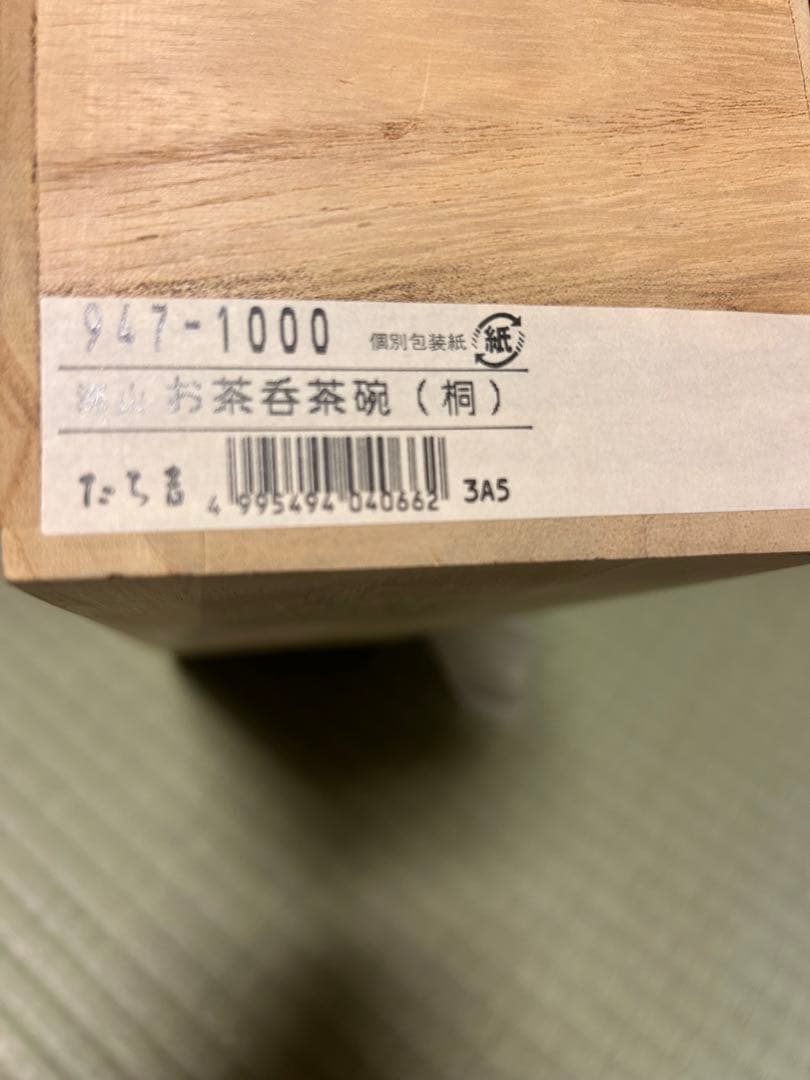 947-1000 個別包装紙 紙
お茶呑茶碗（桐）
たち吉 4 995494 040662 3A5